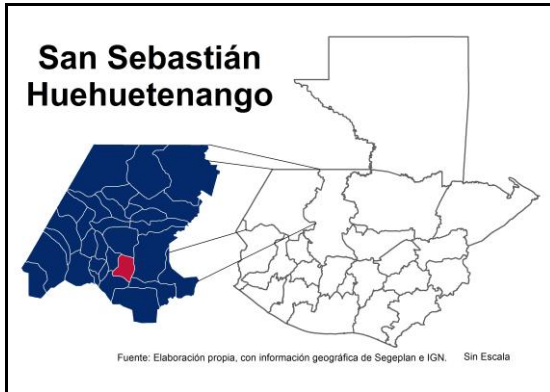 San Sebastián
Huehuetenango
Fuente: Elaboración propia, con información geográfica de Segeplan e IGN. Sin Escala